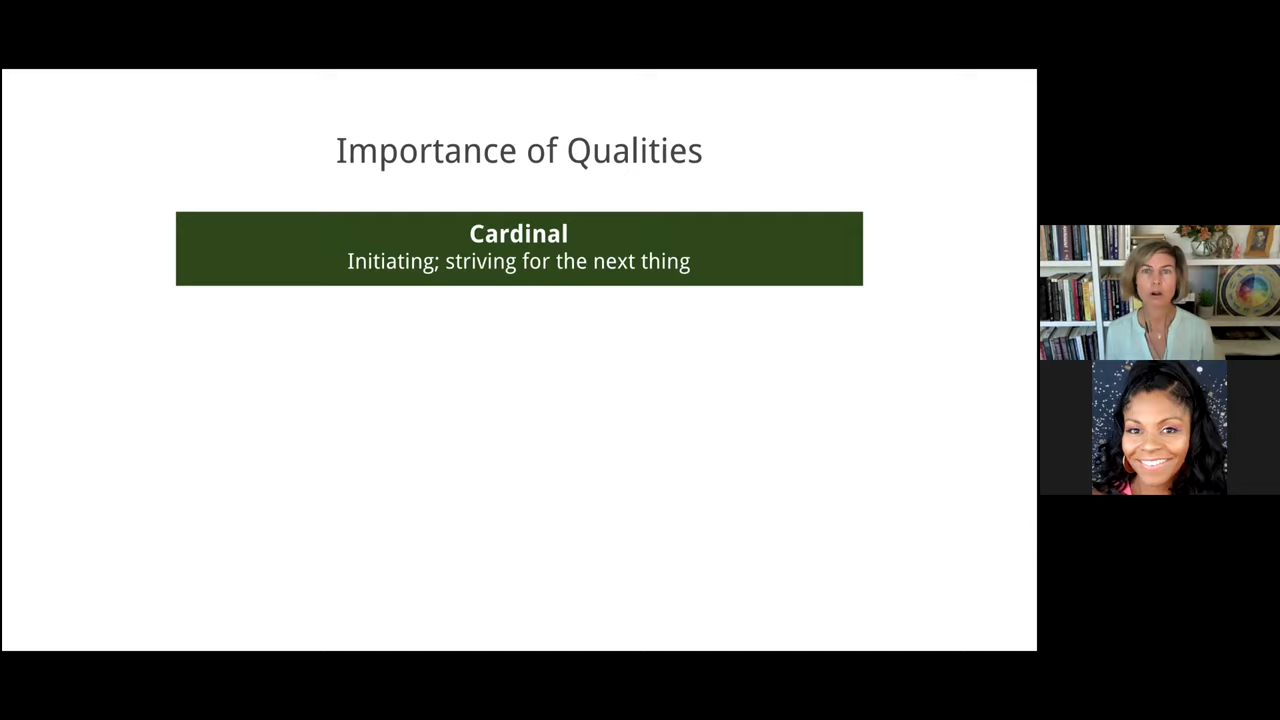 Importance of Qualities
Cardinal
Initiating; striving for the next thing